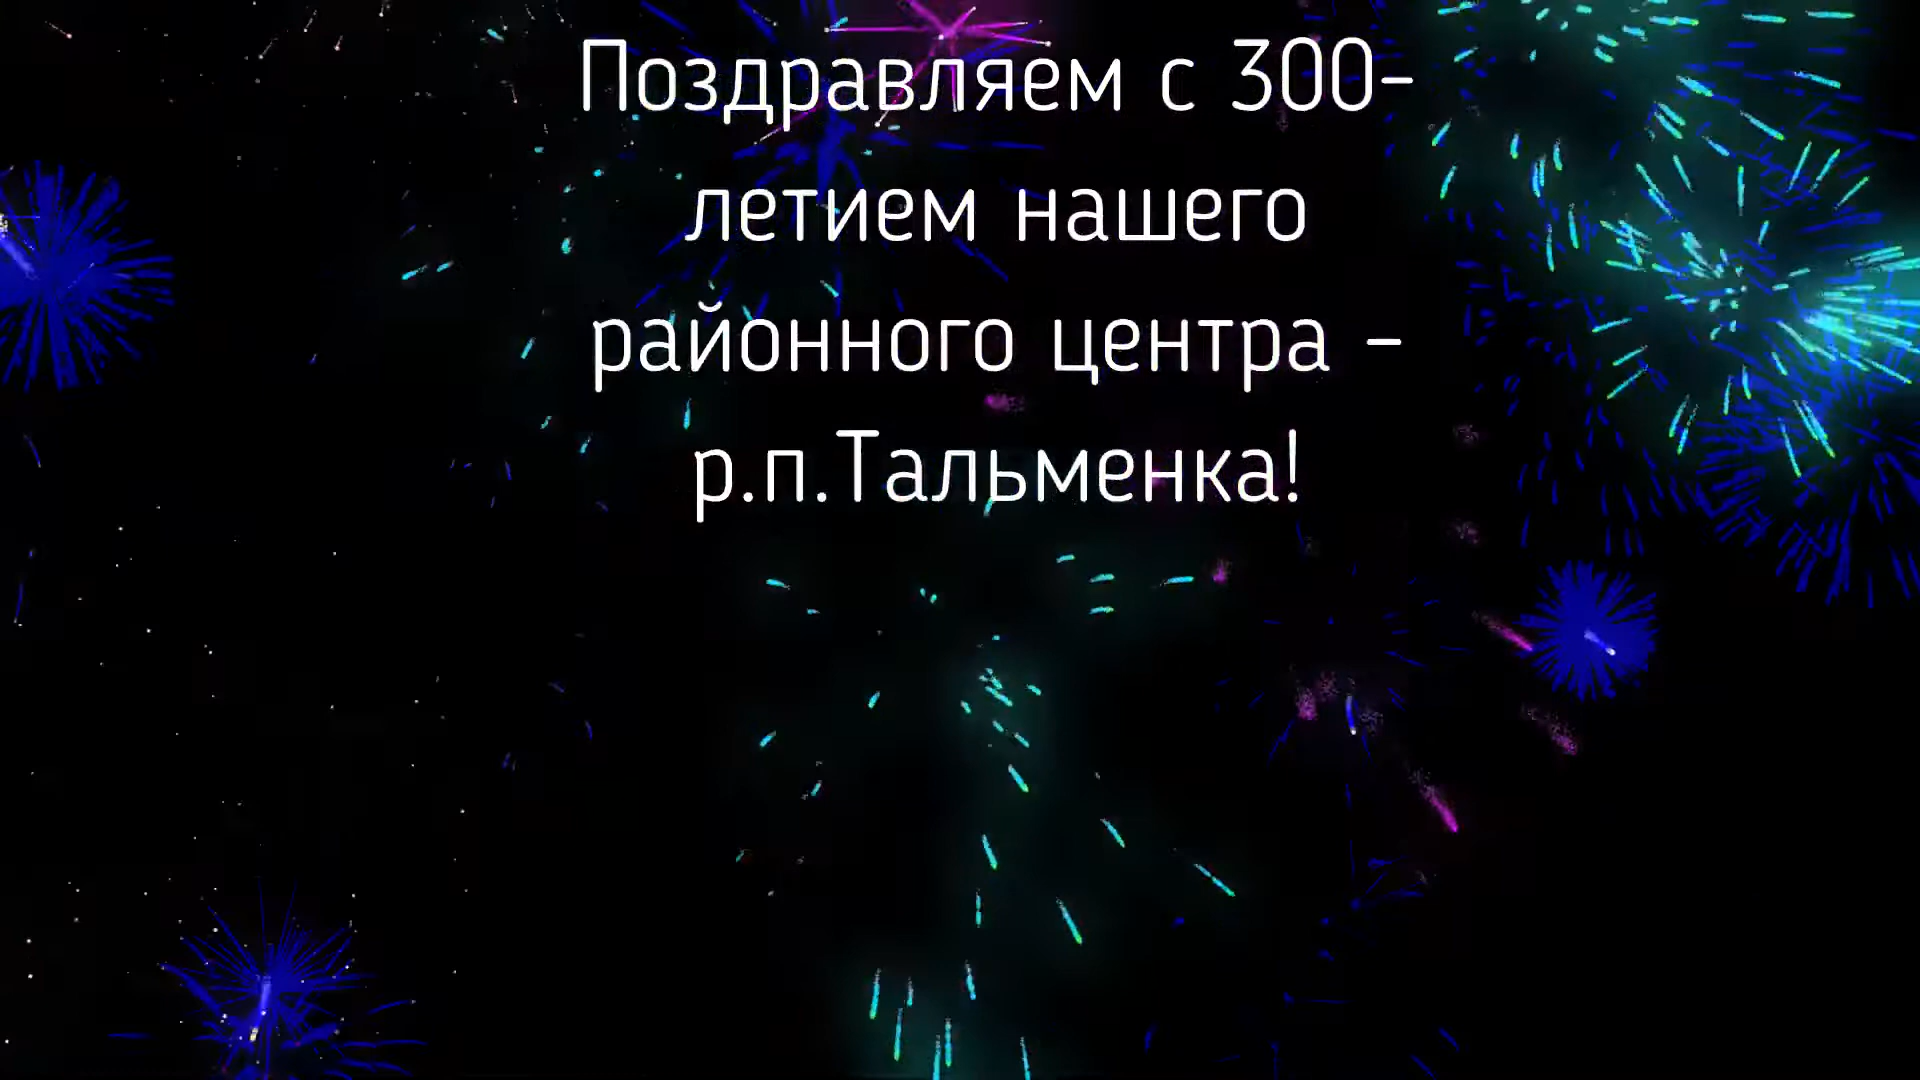 Поздравляем с 300-
летием нашего
районного центра -
р.п.Тальменка!